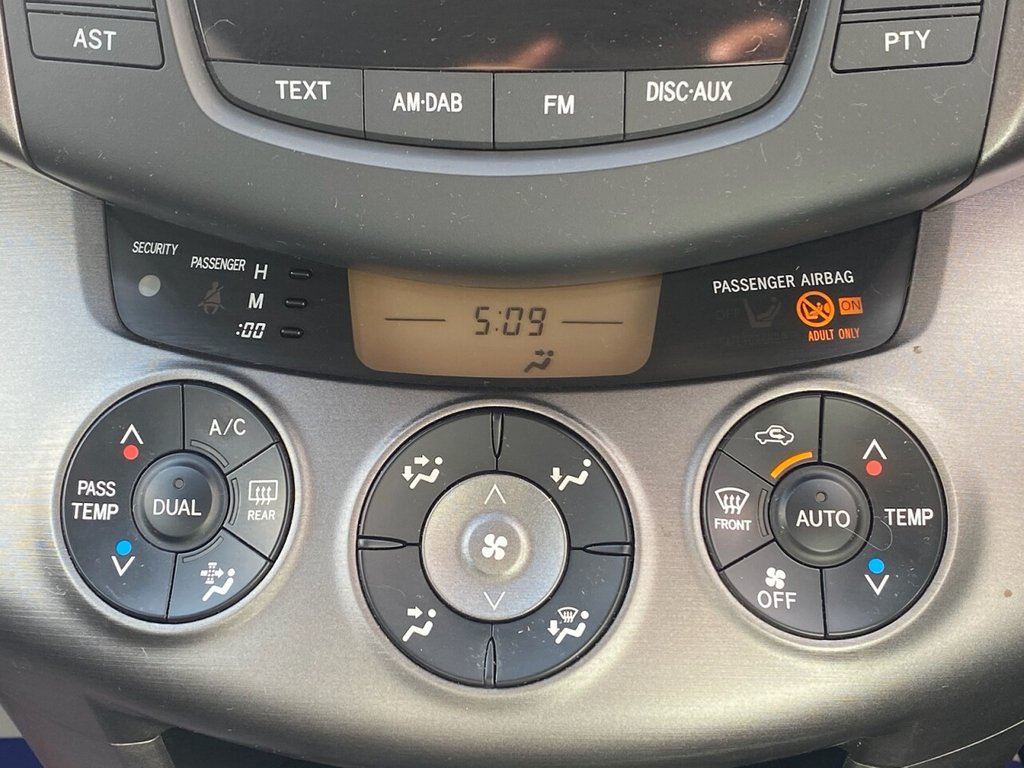 AST
PTY
TEXT
AM·DAB
FM
DISC·AUX
SECURITY
PASSENGER
H
M
:00
5:09
PASSENGER AIRBAG
OFF
ON
ADULT ONLY
PASS
TEMP
A/C
DUAL
REAR
FRONT
AUTO
TEMP
OFF